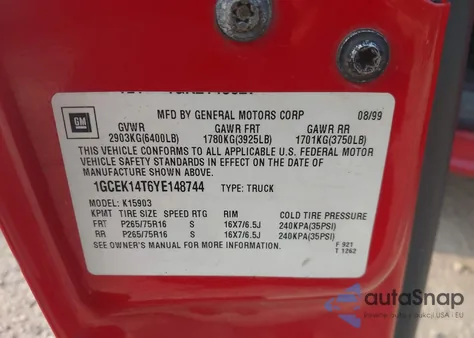 GM
MFD BY GENERAL MOTORS CORP 08/99
GVWR GAWR FRT GAWR RR
2903KG(6400LB) 1780KG(3925LB) 1701KG(3750LB)
THIS VEHICLE CONFORMS TO ALL APPLICABLE U.S. FEDERAL MOTOR
VEHICLE SAFETY STANDARDS IN EFFECT ON THE DATE OF
MANUFACTURE SHOWN ABOVE.
1GCEK14T6YE148744 TYPE: TRUCK
MODEL: K15903
KPMT TIRE SIZE SPEED RTG RIM COLD TIRE PRESSURE
FRT P265/75R16 S 16X7/6.5J 240KPA(35PSI)
RR P265/75R16 S 16X7/6.5J 240KPA(35PSI)
SEE OWNER'S MANUAL FOR MORE INFORMATION.
F 921
T 1262
autoSnap